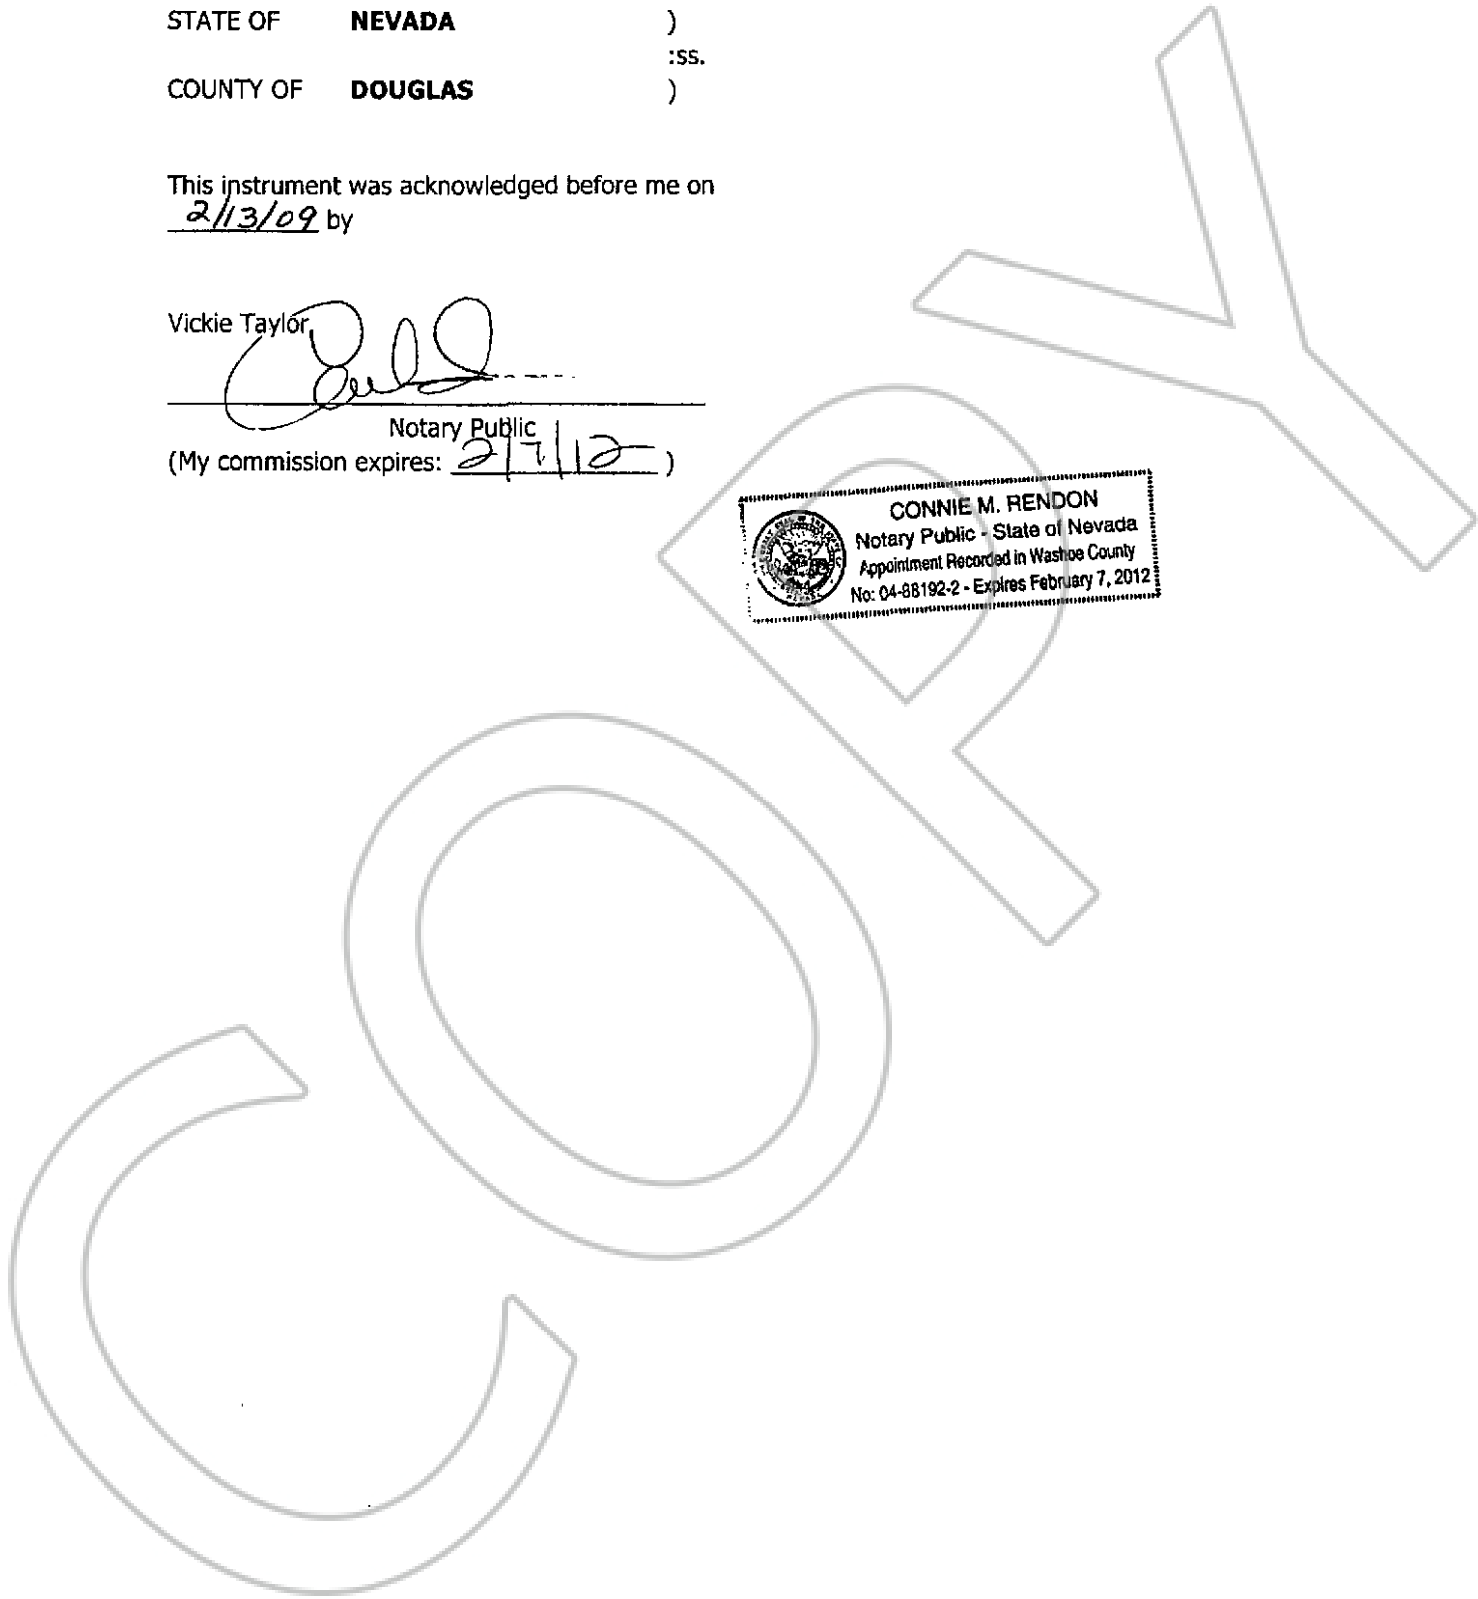 STATE OF NEVADA )
:ss.
COUNTY OF DOUGLAS )
This instrument was acknowledged before me on
2/13/09 by
Vickie Taylor
Notary Public
(My commission expires: 2/7/12 )
CONNIE M. RENDON
Notary Public - State of Nevada
Appointment Recorded in Washoe County
No: 04-88192-2 - Expires February 7, 2012
COPY